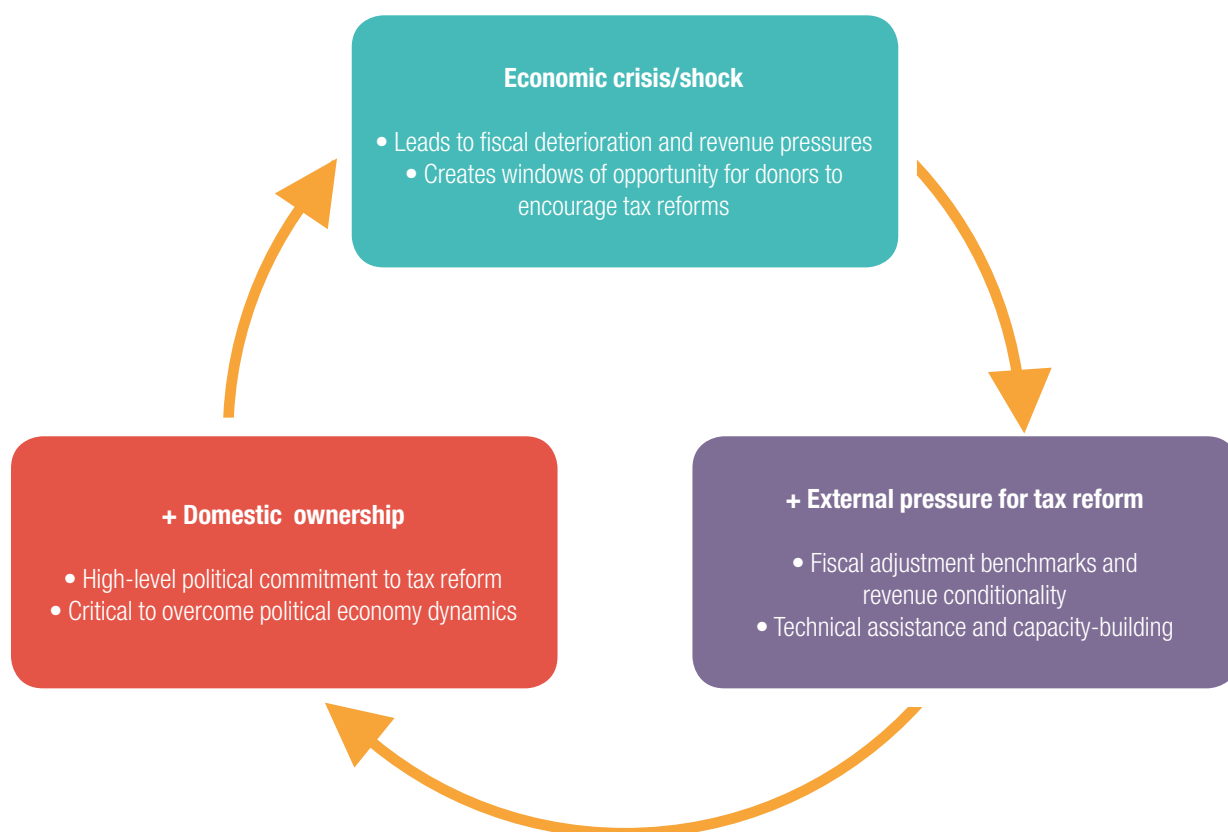 Economic crisis/shock
• Leads to fiscal deterioration and revenue pressures
• Creates windows of opportunity for donors to
encourage tax reforms
+ Domestic ownership
• High-level political commitment to tax reform
• Critical to overcome political economy dynamics
+ External pressure for tax reform
• Fiscal adjustment benchmarks and
revenue conditionality
• Technical assistance and capacity-building